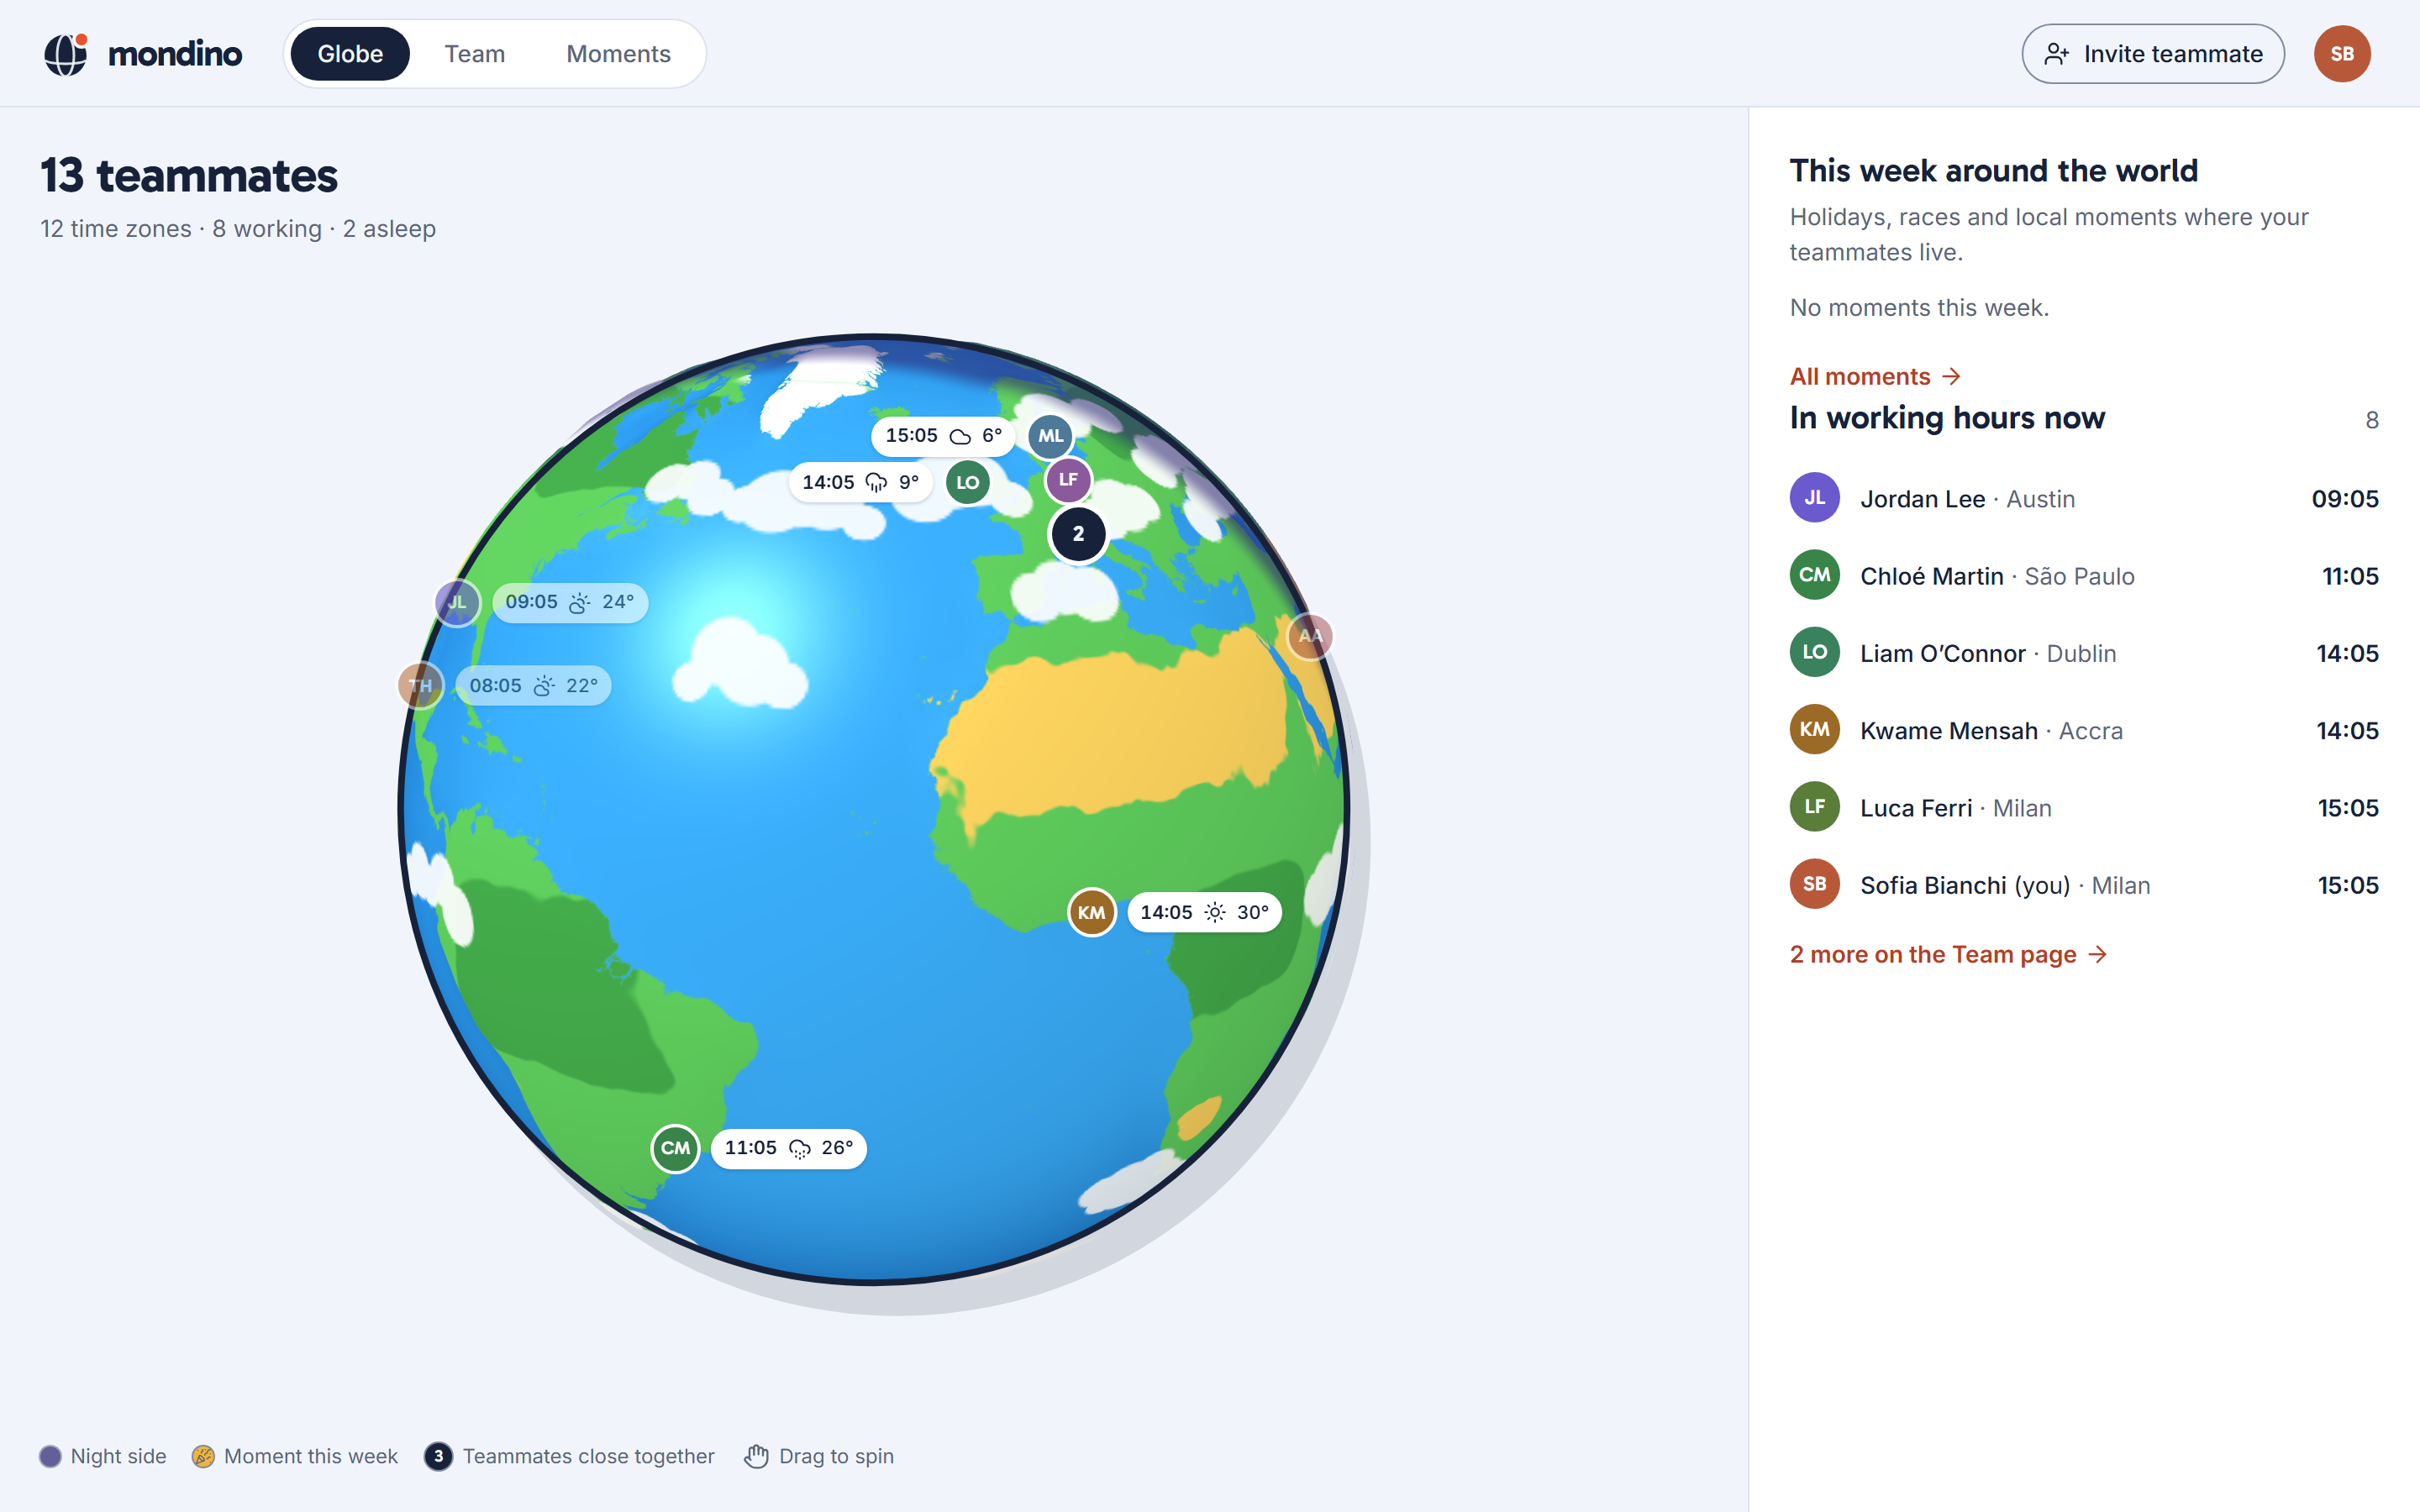 mondino
Globe
Team
Moments
Invite teammate
SB
13 teammates
12 time zones · 8 working · 2 asleep
15:05 6°
ML
14:05 9°
LO
LF
2
JL
09:05 24°
TH
08:05 22°
AA
KM
14:05 30°
CM
11:05 26°
Night side
Moment this week
3
Teammates close together
Drag to spin
This week around the world
Holidays, races and local moments where your
teammates live.
No moments this week.
All moments →
In working hours now 8
JL Jordan Lee · Austin 09:05
CM Chloé Martin · São Paulo 11:05
LO Liam O’Connor · Dublin 14:05
KM Kwame Mensah · Accra 14:05
LF Luca Ferri · Milan 15:05
SB Sofia Bianchi (you) · Milan 15:05
2 more on the Team page →